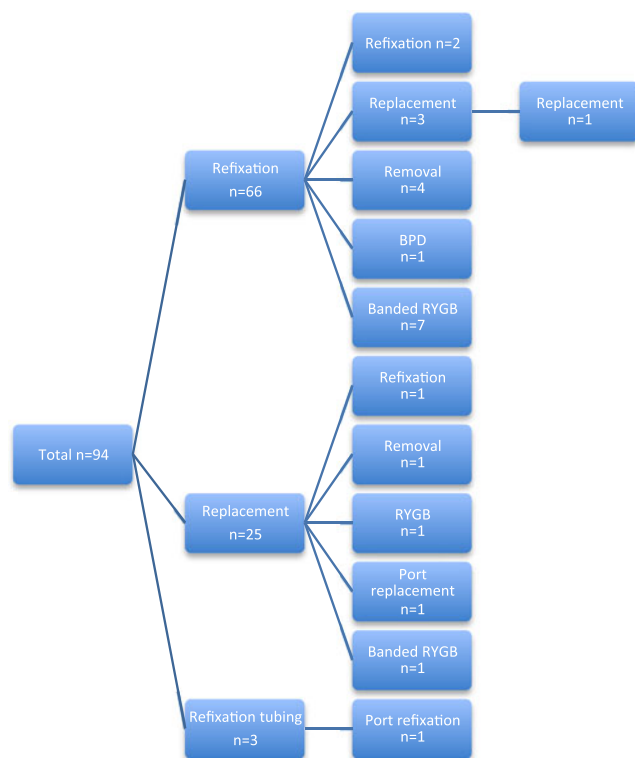 Refixation n=2
Replacement
n=3
Replacement
n=1
Refixation
n=66
Removal
n=4
BPD
n=1
Banded RYGB
n=7
Refixation
n=1
Total n=94
Removal
n=1
Replacement
n=25
RYGB
n=1
Port
replacement
n=1
Banded RYGB
n=1
Refixation tubing
n=3
Port refixation
n=1